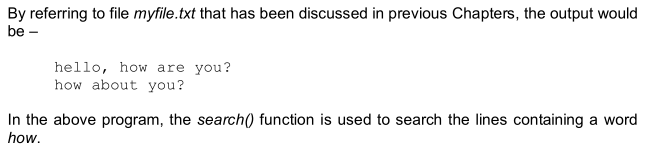 By referring to file myfile.txt that has been discussed in previous Chapters, the output would
be –
hello, how are you?
how about you?
In the above program, the search() function is used to search the lines containing a word
how.